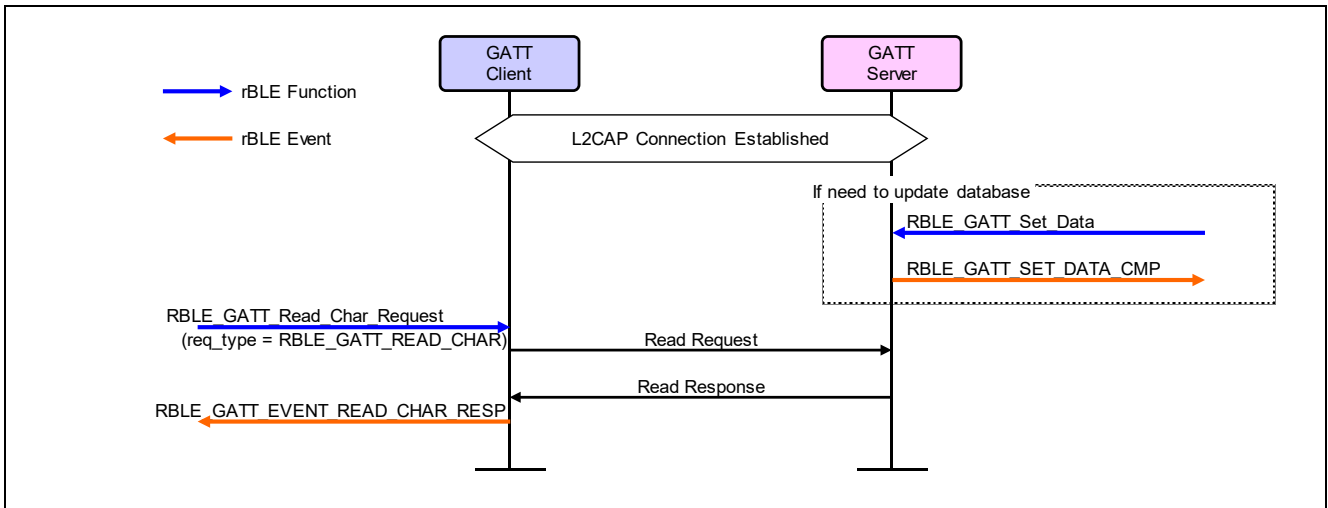 GATT
Client
GATT
Server
rBLE Function
rBLE Event
L2CAP Connection Established
If need to update database
RBLE_GATT_Set_Data
RBLE_GATT_SET_DATA_CMP
RBLE_GATT_Read_Char_Request
(req_type = RBLE_GATT_READ_CHAR)
Read Request
Read Response
RBLE_GATT_EVENT_READ_CHAR_RESP